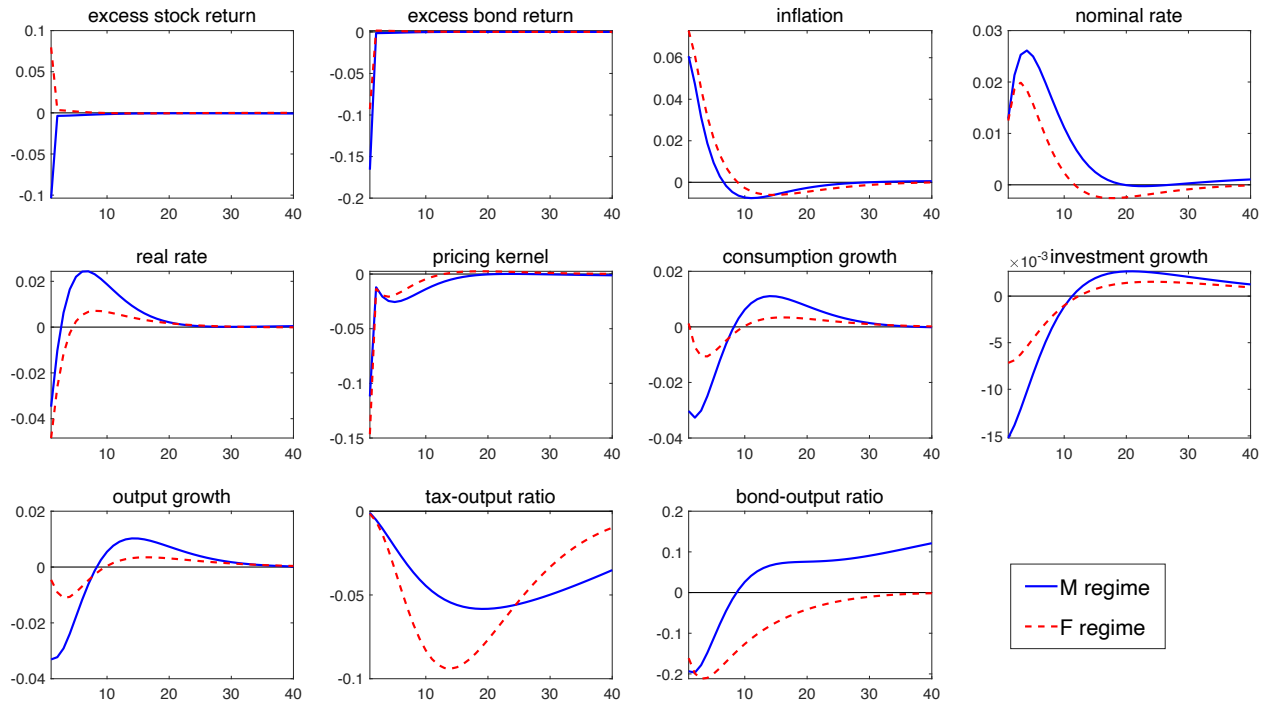 excess stock return
0.1
0.05
0
-0.05
-0.1
10 20 30 40
excess bond return
0
-0.05
-0.1
-0.15
-0.2
10 20 30 40
inflation
0.06
0.04
0.02
0
10 20 30 40
nominal rate
0.03
0.02
0.01
0
10 20 30 40
real rate
0.02
0
-0.02
-0.04
10 20 30 40
pricing kernel
0
-0.05
-0.1
-0.15
10 20 30 40
consumption growth
0.02
0
-0.02
-0.04
10 20 30 40
×10⁻³ investment growth
0
-5
-10
-15
10 20 30 40
output growth
0.02
0
-0.02
-0.04
10 20 30 40
tax-output ratio
0
-0.05
-0.1
10 20 30 40
bond-output ratio
0.2
0.1
0
-0.1
-0.2
10 20 30 40
M regime
F regime